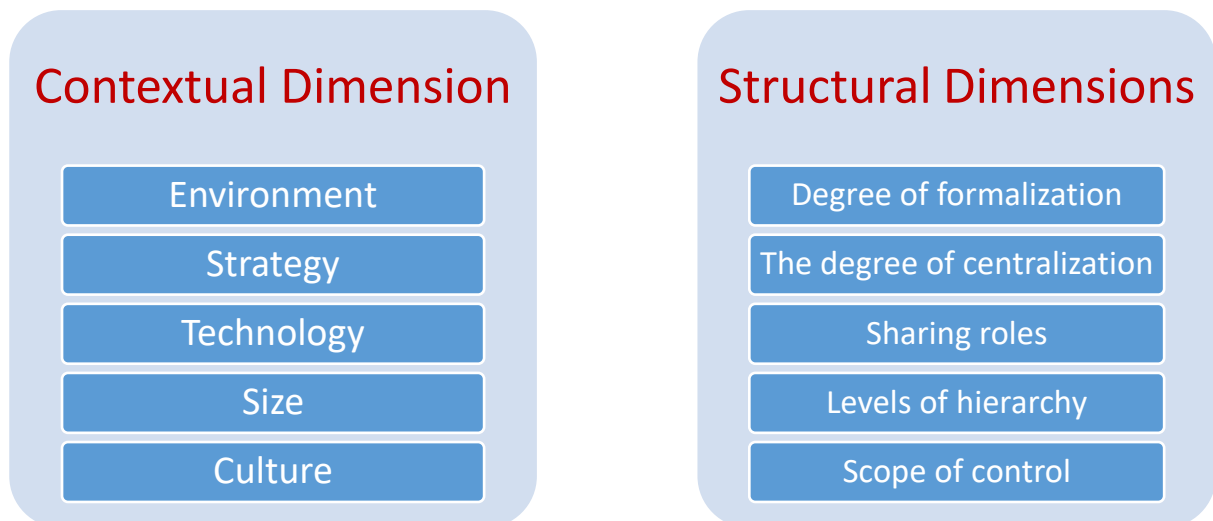 Contextual Dimension
Environment
Strategy
Technology
Size
Culture
Structural Dimensions
Degree of formalization
The degree of centralization
Sharing roles
Levels of hierarchy
Scope of control